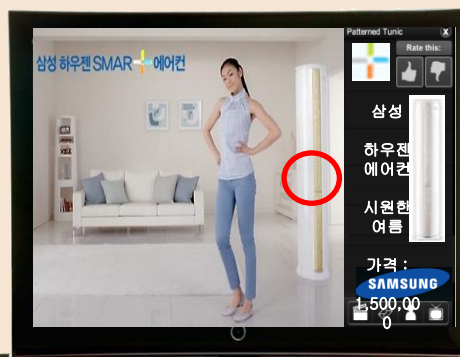 삼성 하우젠 SMART 에어컨
Patterned Tunic X
Rate this:
삼성
하우젠
에어컨
시원한
여름
가격 :
SAMSUNG
1,500,00
0